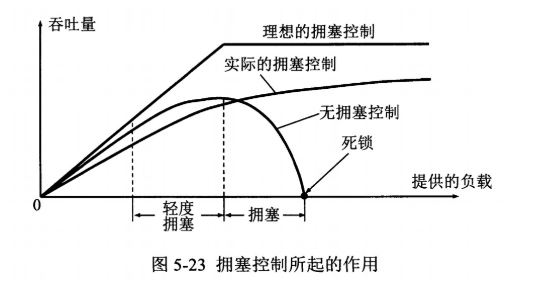 吞吐量
理想的拥塞控制
实际的拥塞控制
无拥塞控制
死锁
提供的负载
0
轻度
拥塞
拥塞
图 5-23 拥塞控制所起的作用